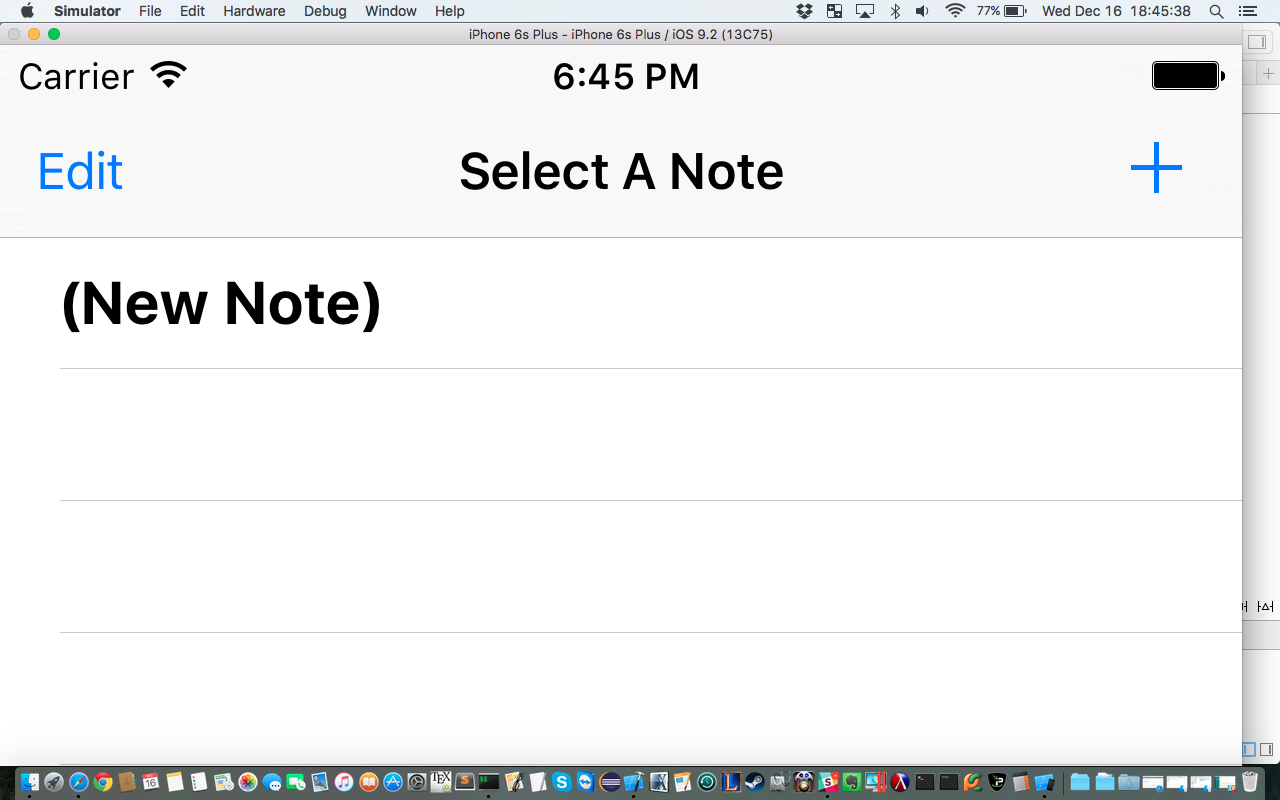 Simulator File Edit Hardware Debug Window Help 77% Wed Dec 16 18:45:38
iPhone 6s Plus - iPhone 6s Plus / iOS 9.2 (13C75)
Carrier 6:45 PM
Edit Select A Note +
(New Note)
16